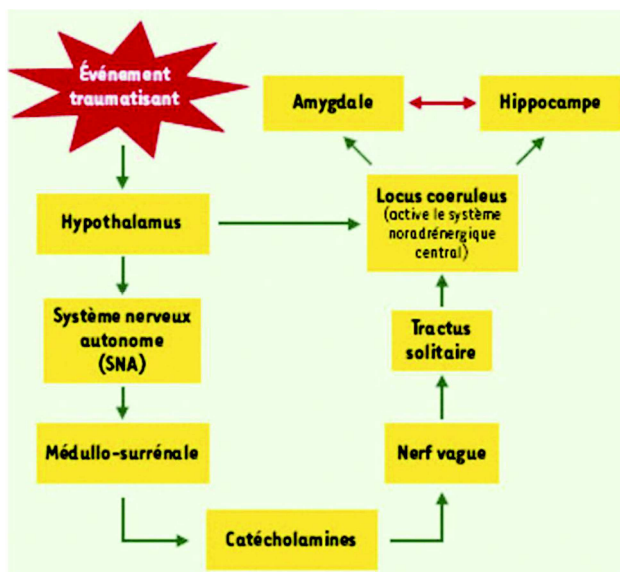 Événement
traumatisant
Amygdale
Hippocampe
Hypothalamus
Locus coeruleus
(active le système
noradrénergique
central)
Système nerveux
autonome
(SNA)
Tractus
solitaire
Médullo-surrénale
Nerf vague
Catécholamines